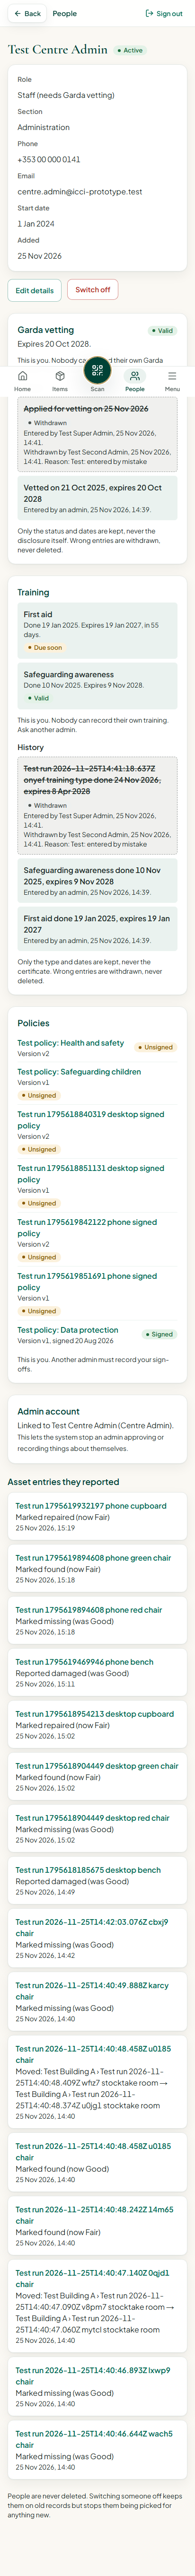 ← Back People Sign out
Test Centre Admin Active
Role
Staff (needs Garda vetting)
Section
Administration
Phone
+353 00 000 0141
Email
centre.admin@icci-prototype.test
Start date
1 Jan 2024
Added
25 Nov 2026
Edit details Switch off
Garda vetting Valid
Expires 20 Oct 2028.
This is you. Nobody can record their own Garda
Home Items Scan People Menu
Applied for vetting on 25 Nov 2026
Withdrawn
Entered by Test Super Admin, 25 Nov 2026,
14:41.
Withdrawn by Test Second Admin, 25 Nov 2026,
14:41. Reason: Test: entered by mistake
Vetted on 21 Oct 2025, expires 20 Oct
2028
Entered by an admin, 25 Nov 2026, 14:39.
Only the status and dates are kept, never the
disclosure itself. Wrong entries are withdrawn,
never deleted.
Training
First aid
Done 19 Jan 2025. Expires 19 Jan 2027, in 55
days.
Due soon
Safeguarding awareness
Done 10 Nov 2025. Expires 9 Nov 2028.
Valid
This is you. Nobody can record their own training.
Ask another admin.
History
Test run 2026-11-25T14:41:18.637Z
onyef training type done 24 Nov 2026,
expires 8 Apr 2028
Withdrawn
Entered by Test Super Admin, 25 Nov 2026,
14:41.
Withdrawn by Test Second Admin, 25 Nov 2026,
14:41. Reason: Test: entered by mistake
Safeguarding awareness done 10 Nov
2025, expires 9 Nov 2028
Entered by an admin, 25 Nov 2026, 14:39.
First aid done 19 Jan 2025, expires 19 Jan
2027
Entered by an admin, 25 Nov 2026, 14:39.
Only the type and dates are kept, never the
certificate. Wrong entries are withdrawn, never
deleted.
Policies
Test policy: Health and safety Unsigned
Version v2
Test policy: Safeguarding children
Version v1
Unsigned
Test run 1795618840319 desktop signed
policy
Version v2
Unsigned
Test run 1795618851131 desktop signed
policy
Version v1
Unsigned
Test run 1795619842122 phone signed
policy
Version v2
Unsigned
Test run 1795619851691 phone signed
policy
Version v1
Unsigned
Test policy: Data protection Signed
Version v1, signed 20 Aug 2026
This is you. Another admin must record your sign-
offs.
Admin account
Linked to Test Centre Admin (Centre Admin).
This lets the system stop an admin approving or
recording things about themselves.
Asset entries they reported
Test run 1795619932197 phone cupboard
Marked repaired (now Fair)
25 Nov 2026, 15:19
Test run 1795619894608 phone green chair
Marked found (now Fair)
25 Nov 2026, 15:18
Test run 1795619894608 phone red chair
Marked missing (was Good)
25 Nov 2026, 15:18
Test run 1795619469946 phone bench
Reported damaged (was Good)
25 Nov 2026, 15:11
Test run 1795618954213 desktop cupboard
Marked repaired (now Fair)
25 Nov 2026, 15:02
Test run 1795618904449 desktop green chair
Marked found (now Fair)
25 Nov 2026, 15:02
Test run 1795618904449 desktop red chair
Marked missing (was Good)
25 Nov 2026, 15:02
Test run 1795618185675 desktop bench
Reported damaged (was Good)
25 Nov 2026, 14:49
Test run 2026-11-25T14:42:03.076Z cbxj9
chair
Marked missing (was Good)
25 Nov 2026, 14:42
Test run 2026-11-25T14:40:49.888Z karcy
chair
Marked missing (was Good)
25 Nov 2026, 14:40
Test run 2026-11-25T14:40:48.458Z u0185
chair
Moved: Test Building A › Test run 2026-11-
25T14:40:48.409Z wfhz7 stocktake room →
Test Building A › Test run 2026-11-
25T14:40:48.374Z u0jg1 stocktake room
25 Nov 2026, 14:40
Test run 2026-11-25T14:40:48.458Z u0185
chair
Marked found (now Good)
25 Nov 2026, 14:40
Test run 2026-11-25T14:40:48.242Z 14m65
chair
Marked found (now Fair)
25 Nov 2026, 14:40
Test run 2026-11-25T14:40:47.140Z 0qjd1
chair
Moved: Test Building A › Test run 2026-11-
25T14:40:47.090Z v8pm7 stocktake room →
Test Building A › Test run 2026-11-
25T14:40:47.060Z mytcl stocktake room
25 Nov 2026, 14:40
Test run 2026-11-25T14:40:46.893Z lxwp9
chair
Marked missing (was Good)
25 Nov 2026, 14:40
Test run 2026-11-25T14:40:46.644Z wach5
chair
Marked missing (was Good)
25 Nov 2026, 14:40
People are never deleted. Switching someone off keeps
them on old records but stops them being picked for
anything new.